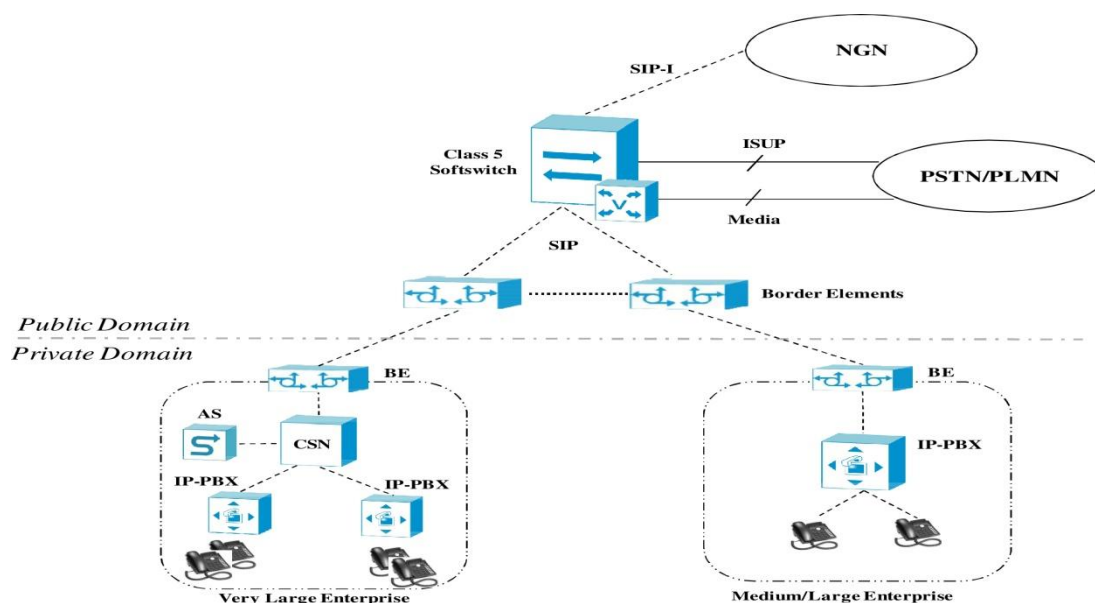 NGN
SIP-I
Class 5
Softswitch
ISUP
PSTN/PLMN
V
Media
SIP
Border Elements
Public Domain
Private Domain
BE
BE
AS
CSN
IP-PBX
IP-PBX
IP-PBX
Very Large Enterprise
Medium/Large Enterprise